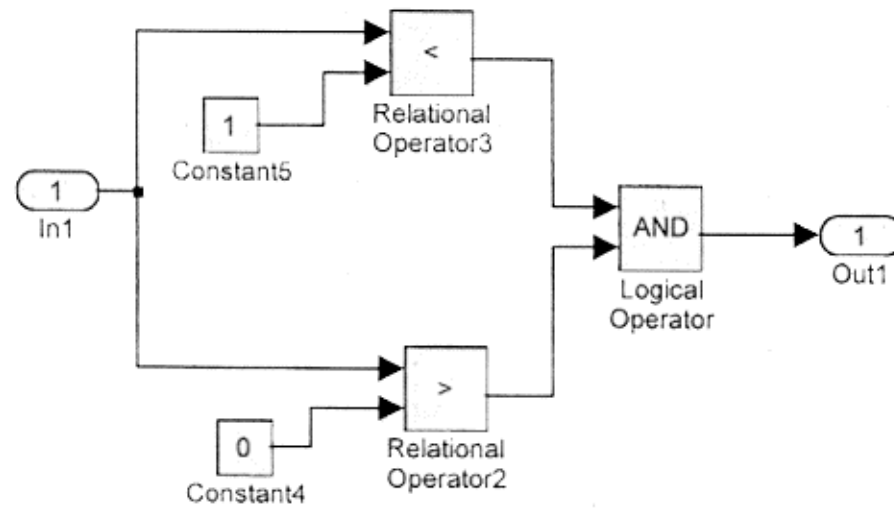 <
Relational
Operator3
1
Constant5
1
In1
AND
Logical
Operator
1
Out1
>
Relational
Operator2
0
Constant4